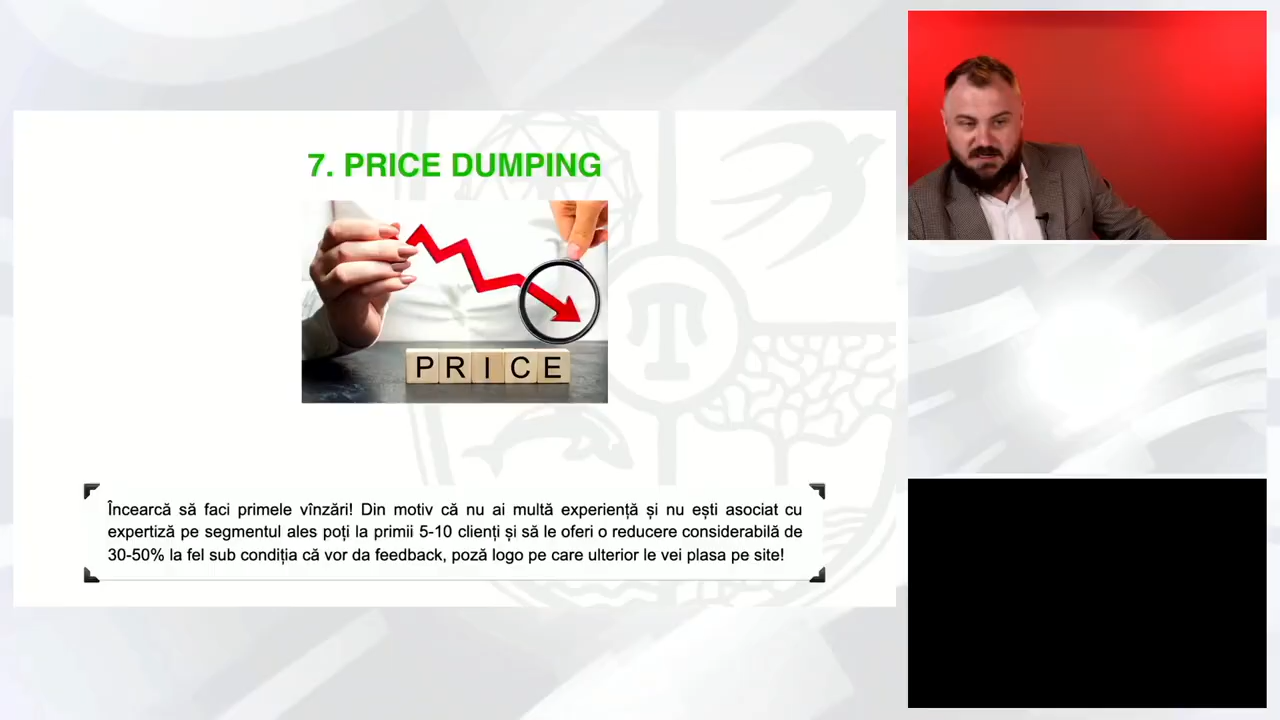 7. PRICE DUMPING
PRICE
Încearcă să faci primele vînzări! Din motiv că nu ai multă experiență și nu ești asociat cu
expertiză pe segmentul ales poți la primii 5-10 clienți și să le oferi o reducere considerabilă de
30-50% la fel sub condiția că vor da feedback, poză logo pe care ulterior le vei plasa pe site!